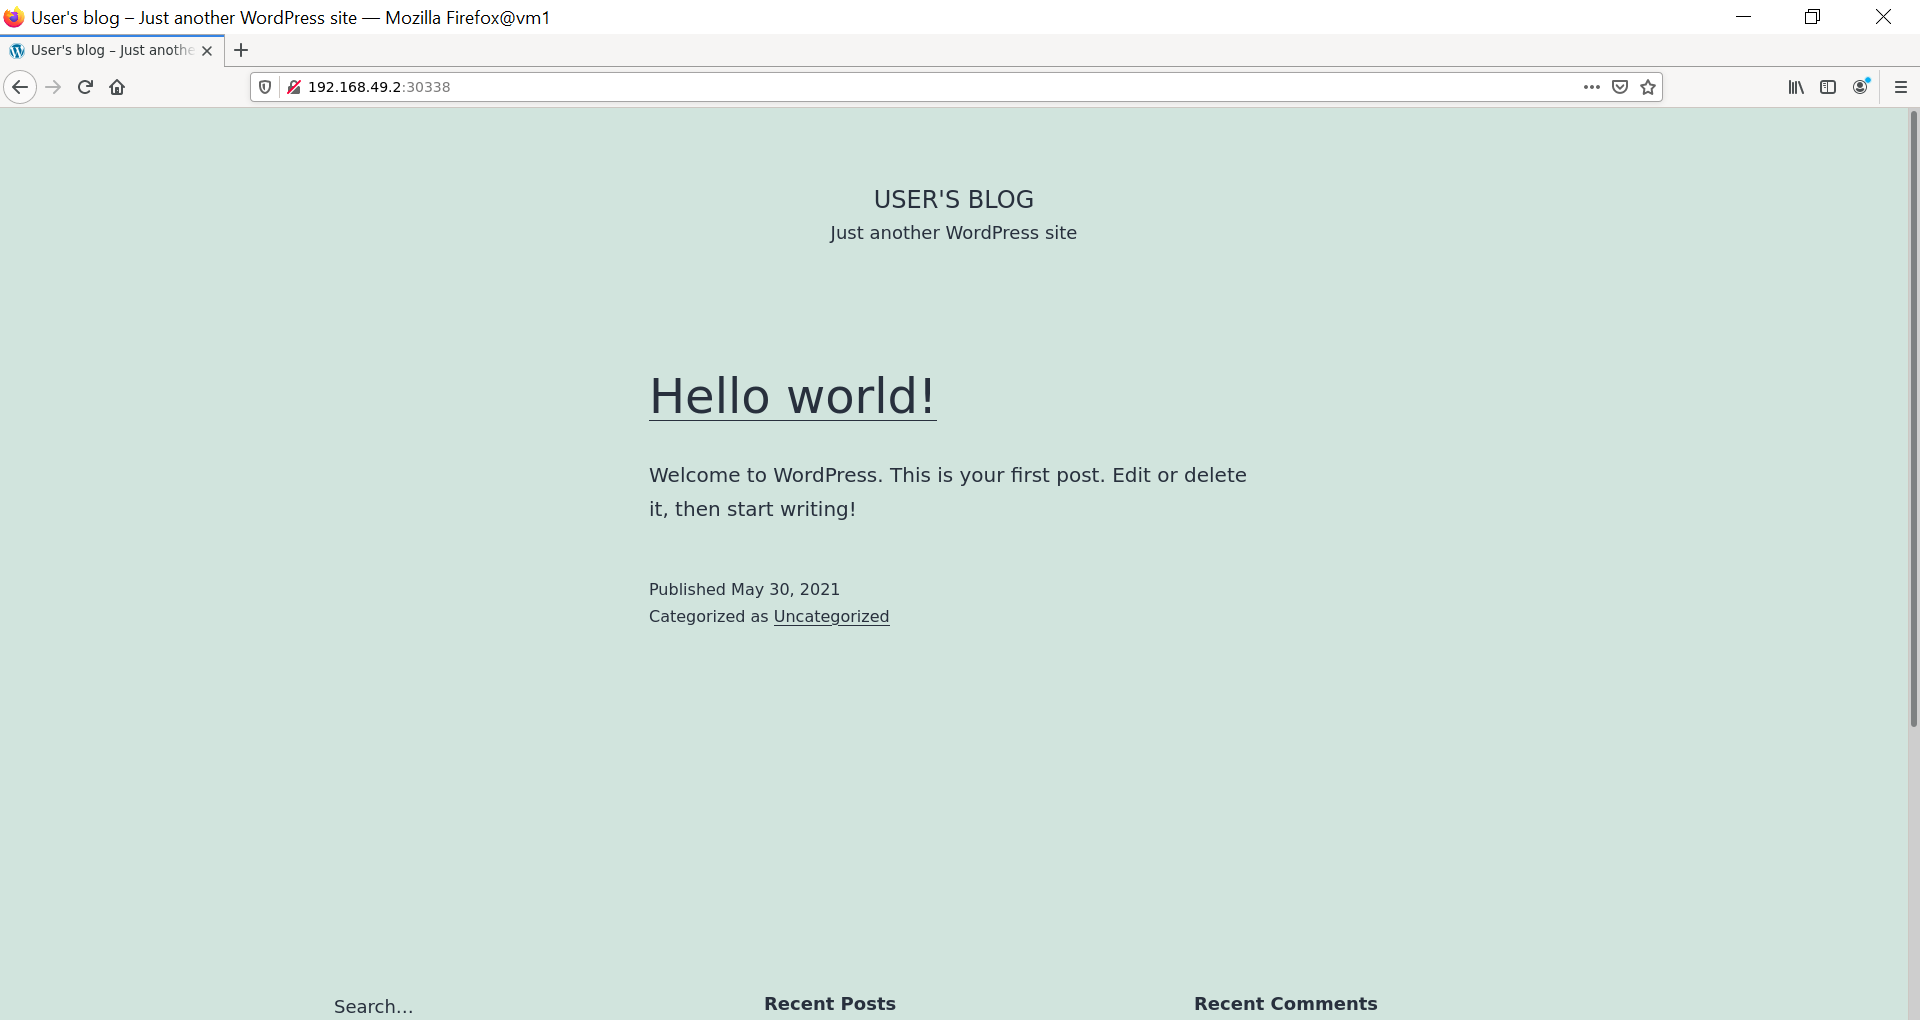 User's blog – Just another WordPress site — Mozilla Firefox@vm1
User's blog – Just anothe
192.168.49.2:30338
USER'S BLOG
Just another WordPress site
Hello world!
Welcome to WordPress. This is your first post. Edit or delete
it, then start writing!
Published May 30, 2021
Categorized as Uncategorized
Search…
Recent Posts
Recent Comments